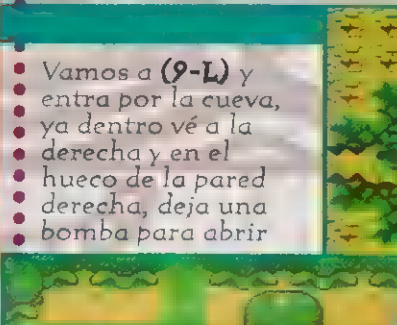 Vamos a (9-L) y
entra por la cueva,
ya dentro vé a la
derecha y en el
hueco de la pared
derecha, deja una
bomba para abrir